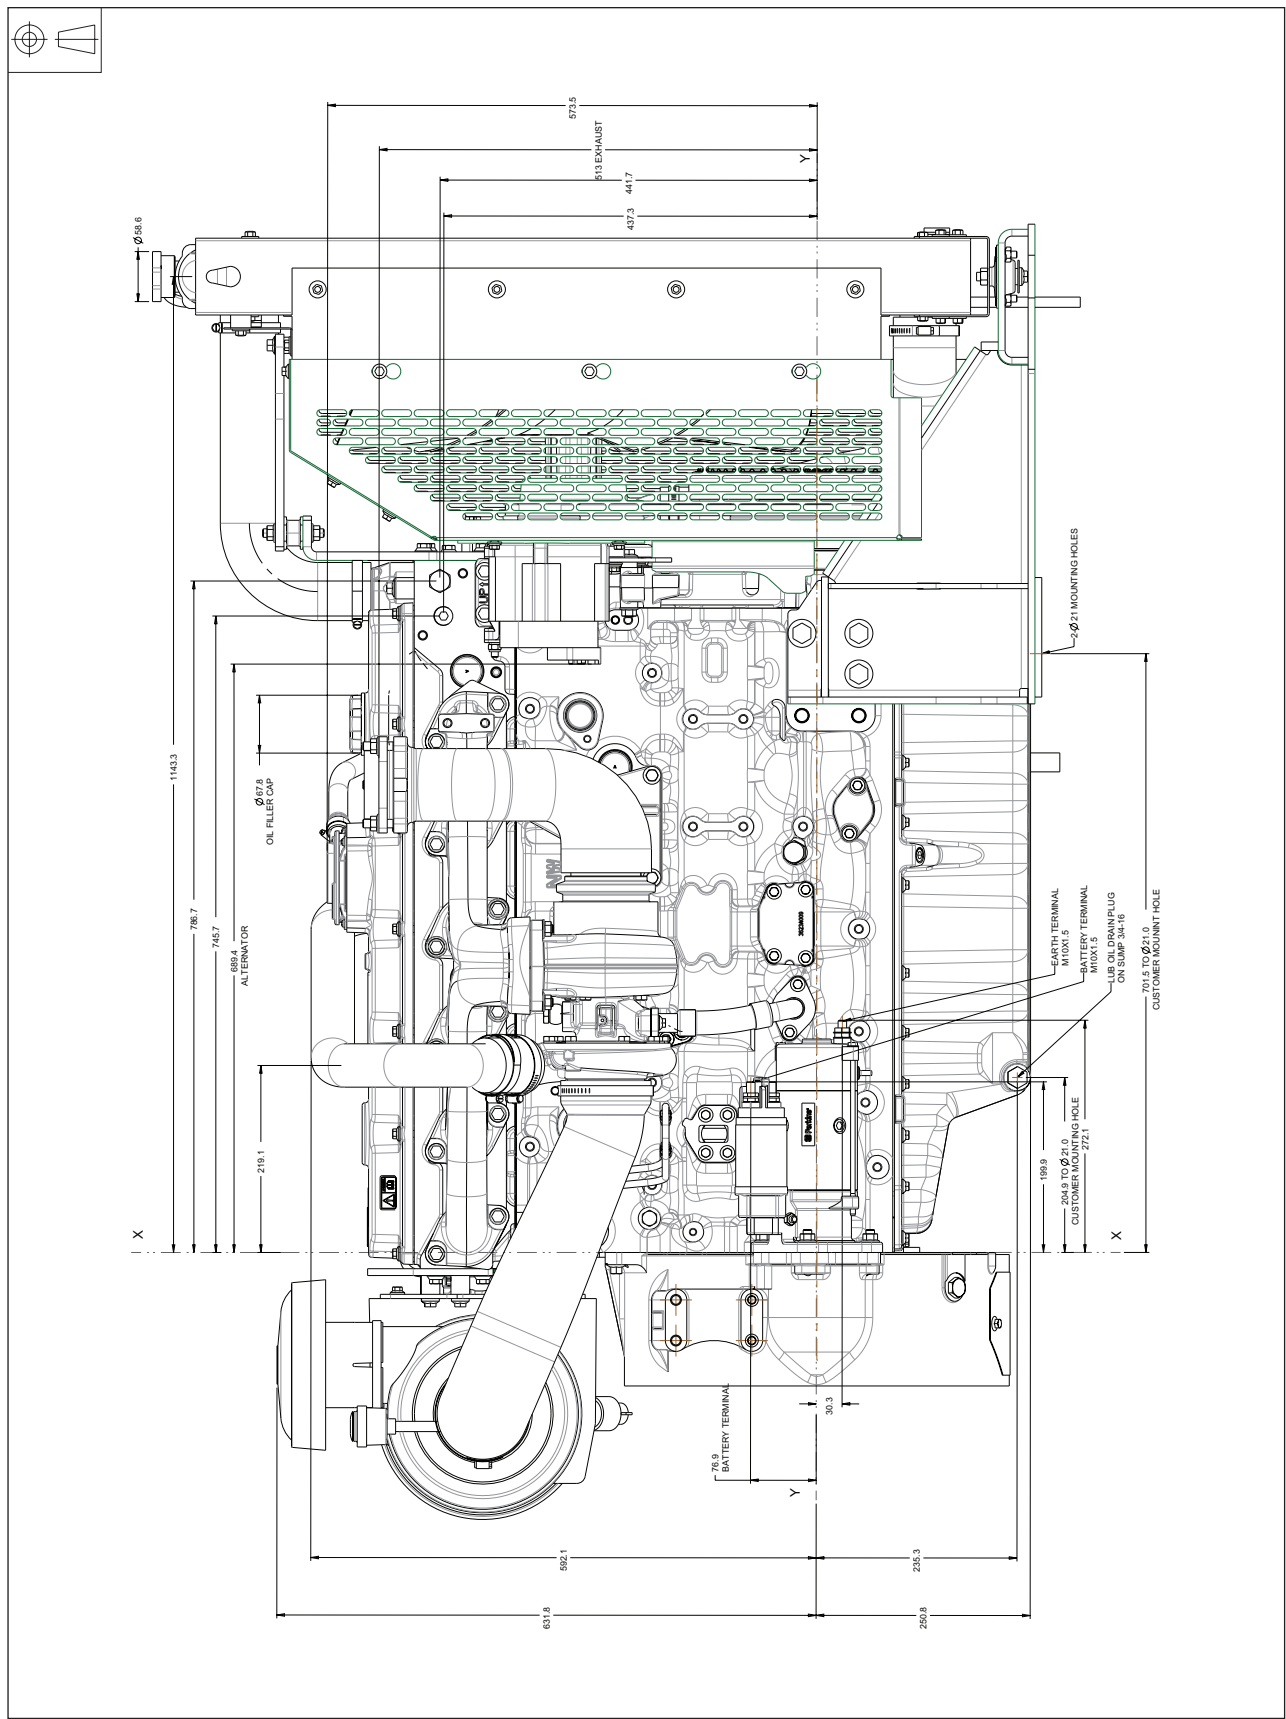 573.5
513 EXHAUST
441.7
437.3
Y
Ø58.6
1143.3
786.7
745.7
689.4
ALTERNATOR
Ø67.8
OIL FILLER CAP
219.1
UP
2-Ø21 MOUNTING HOLES
EARTH TERMINAL
M10X1.5
BATTERY TERMINAL
M10X1.5
LUB OIL DRAIN PLUG
ON SUMP 3/4-16
701.5 TO Ø21.0
CUSTOMER MOUNINT HOLE
199.9
204.9 TO Ø21.0
CUSTOMER MOUNTING HOLE
272.1
Perkins
X
X
76.9
BATTERY TERMINAL
30.3
Y
592.1
235.3
631.8
250.8